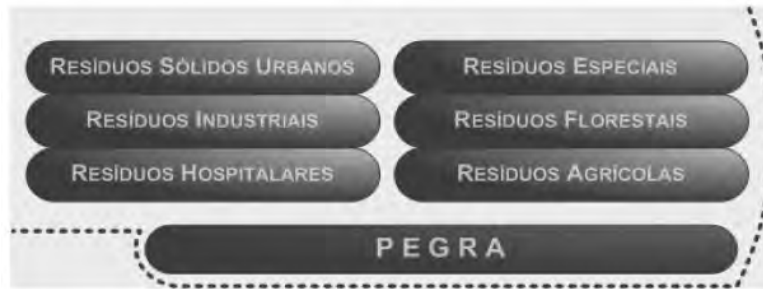 RESÍDUOS SÓLIDOS URBANOS
RESÍDUOS ESPECIAIS
RESÍDUOS INDUSTRIAIS
RESÍDUOS FLORESTAIS
RESÍDUOS HOSPITALARES
RESÍDUOS AGRÍCOLAS
PEGRA